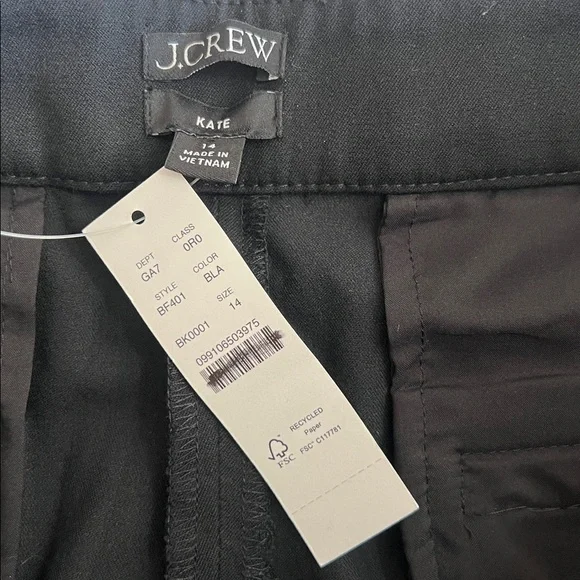 J.CREW
KATE
14
MADE IN
VIETNAM
DEPT CLASS
GA7 0R0
STYLE COLOR
BF401 BLA
SIZE
BK0001 14
099106503975
RECYCLED
Paper
FSC® C117781
FSC